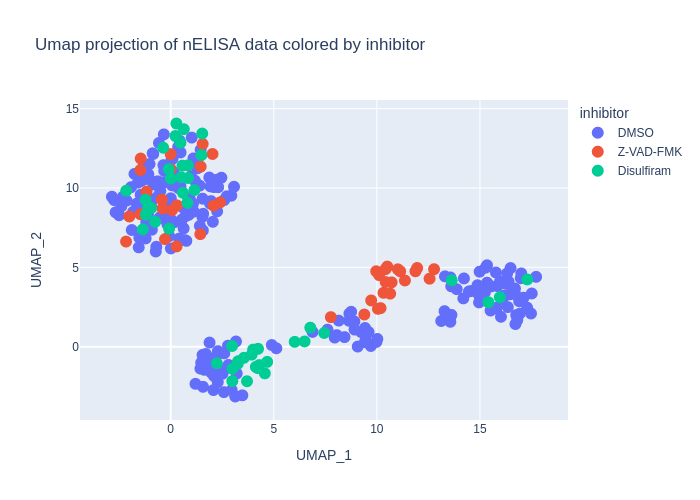 Umap projection of nELISA data colored by inhibitor
inhibitor
DMSO
Z-VAD-FMK
Disulfiram
15
10
5
0
UMAP_2
0
5
10
15
UMAP_1